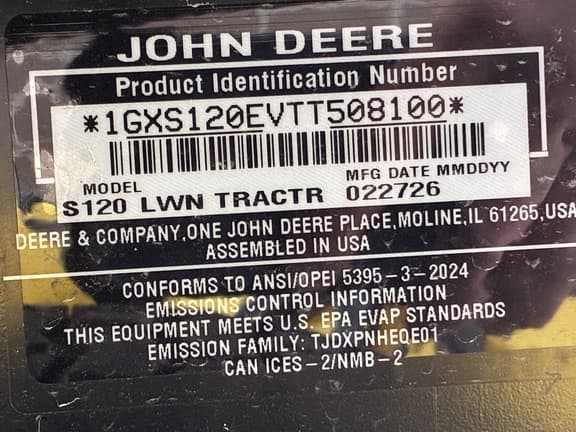 JOHN DEERE
Product Identification Number
*1GXS120EVTT508100*
MODEL MFG DATE MMDDYY
S120 LWN TRACTR 022726
DEERE & COMPANY,ONE JOHN DEERE PLACE,MOLINE,IL 61265,USA
ASSEMBLED IN USA
CONFORMS TO ANSI/OPEI 5395-3-2024
EMISSIONS CONTROL INFORMATION
THIS EQUIPMENT MEETS U.S. EPA EVAP STANDARDS
EMISSION FAMILY: TJDXPNHEQE01
CAN ICES-2/NMB-2